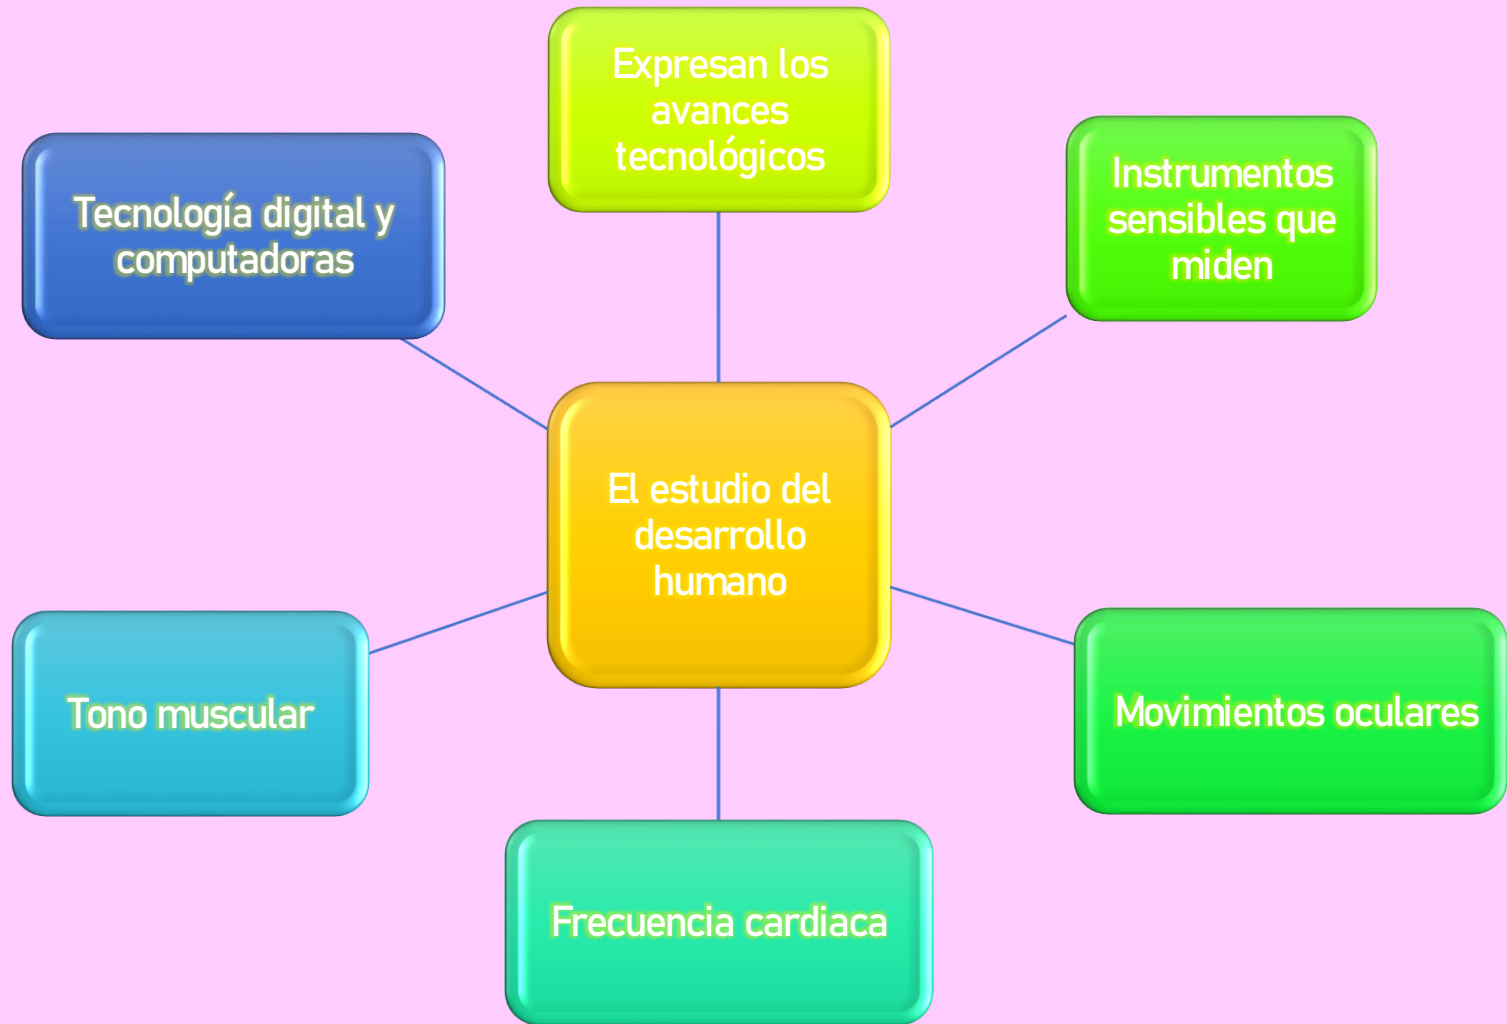 Expresan los
avances
tecnológicos
Instrumentos
sensibles que
miden
Tecnología digital y
computadoras
El estudio del
desarrollo
humano
Movimientos oculares
Tono muscular
Frecuencia cardiaca